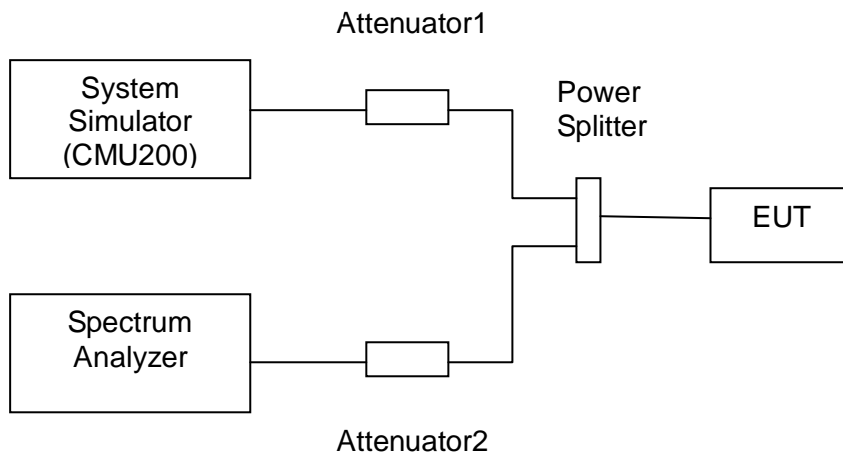 Attenuator1
System
Simulator
(CMU200)
Power
Splitter
EUT
Spectrum
Analyzer
Attenuator2